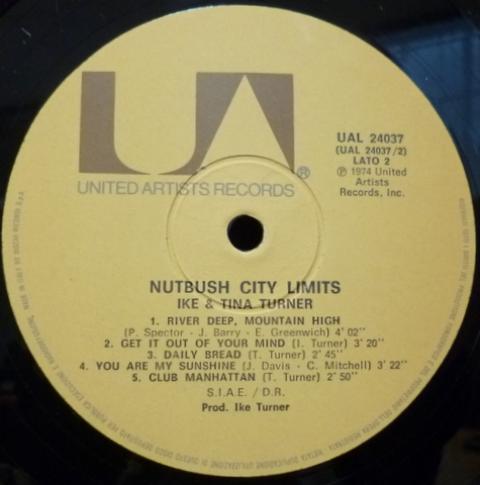 UA®
UNITED ARTISTS RECORDS
UAL 24037
(UAL 24037/2)
LATO 2
℗ 1974 United
Artists
Records, Inc.
NUTBUSH CITY LIMITS
IKE & TINA TURNER
1. RIVER DEEP, MOUNTAIN HIGH
(P. Spector - J. Barry - E. Greenwich) 4' 02''
2. GET IT OUT OF YOUR MIND (I. Turner) 3' 20''
3. DAILY BREAD (T. Turner) 2' 45''
4. YOU ARE MY SUNSHINE (J. Davis - C. Mitchell) 3' 22''
5. CLUB MANHATTAN (T. Turner) 2' 50''
S.I.A.E. / D.R.
Prod. Ike Turner